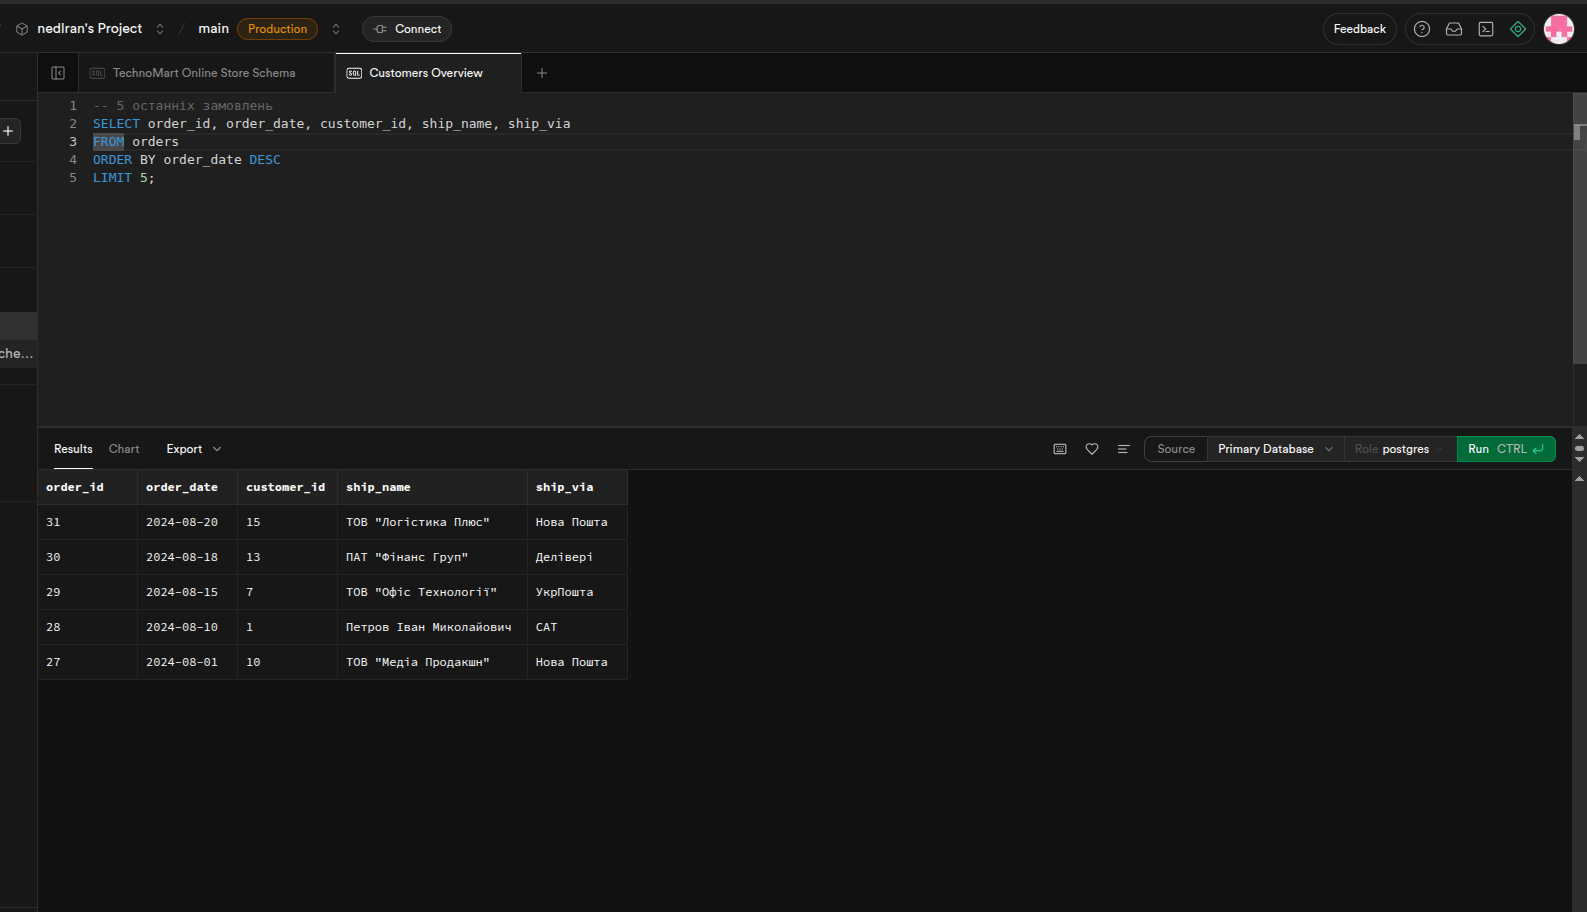 nedIran's Project / main Production Connect Feedback
SQL TechnoMart Online Store Schema SQL Customers Overview
1 -- 5 останніх замовлень
2 SELECT order_id, order_date, customer_id, ship_name, ship_via
3 FROM orders
4 ORDER BY order_date DESC
5 LIMIT 5;
che...
Results Chart Export Source Primary Database Role postgres Run CTRL
order_id order_date customer_id ship_name ship_via
31 2024-08-20 15 ТОВ "Логістика Плюс" Нова Пошта
30 2024-08-18 13 ПАТ "Фінанс Груп" Делівері
29 2024-08-15 7 ТОВ "Офіс Технології" УкрПошта
28 2024-08-10 1 Петров Іван Миколайович САТ
27 2024-08-01 10 ТОВ "Медіа Продакшн" Нова Пошта